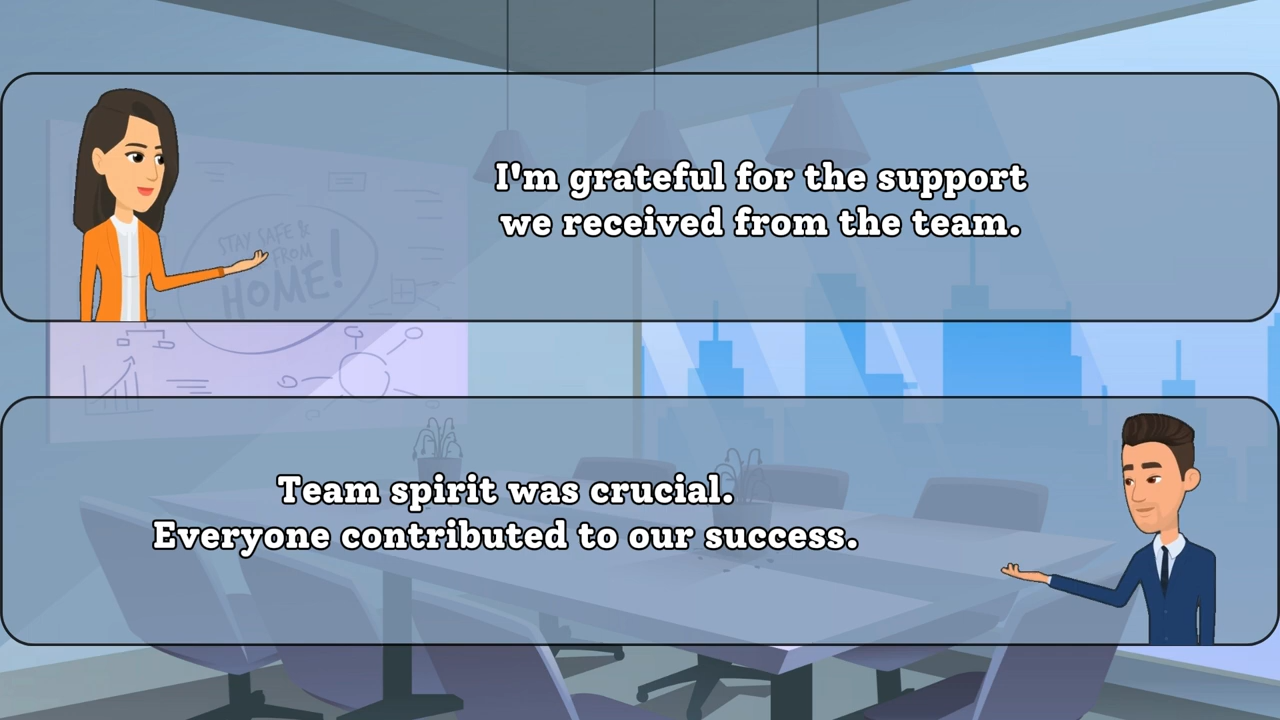 STAY SAFE &
FROM
HOME!
I'm grateful for the support
we received from the team.
Team spirit was crucial.
Everyone contributed to our success.